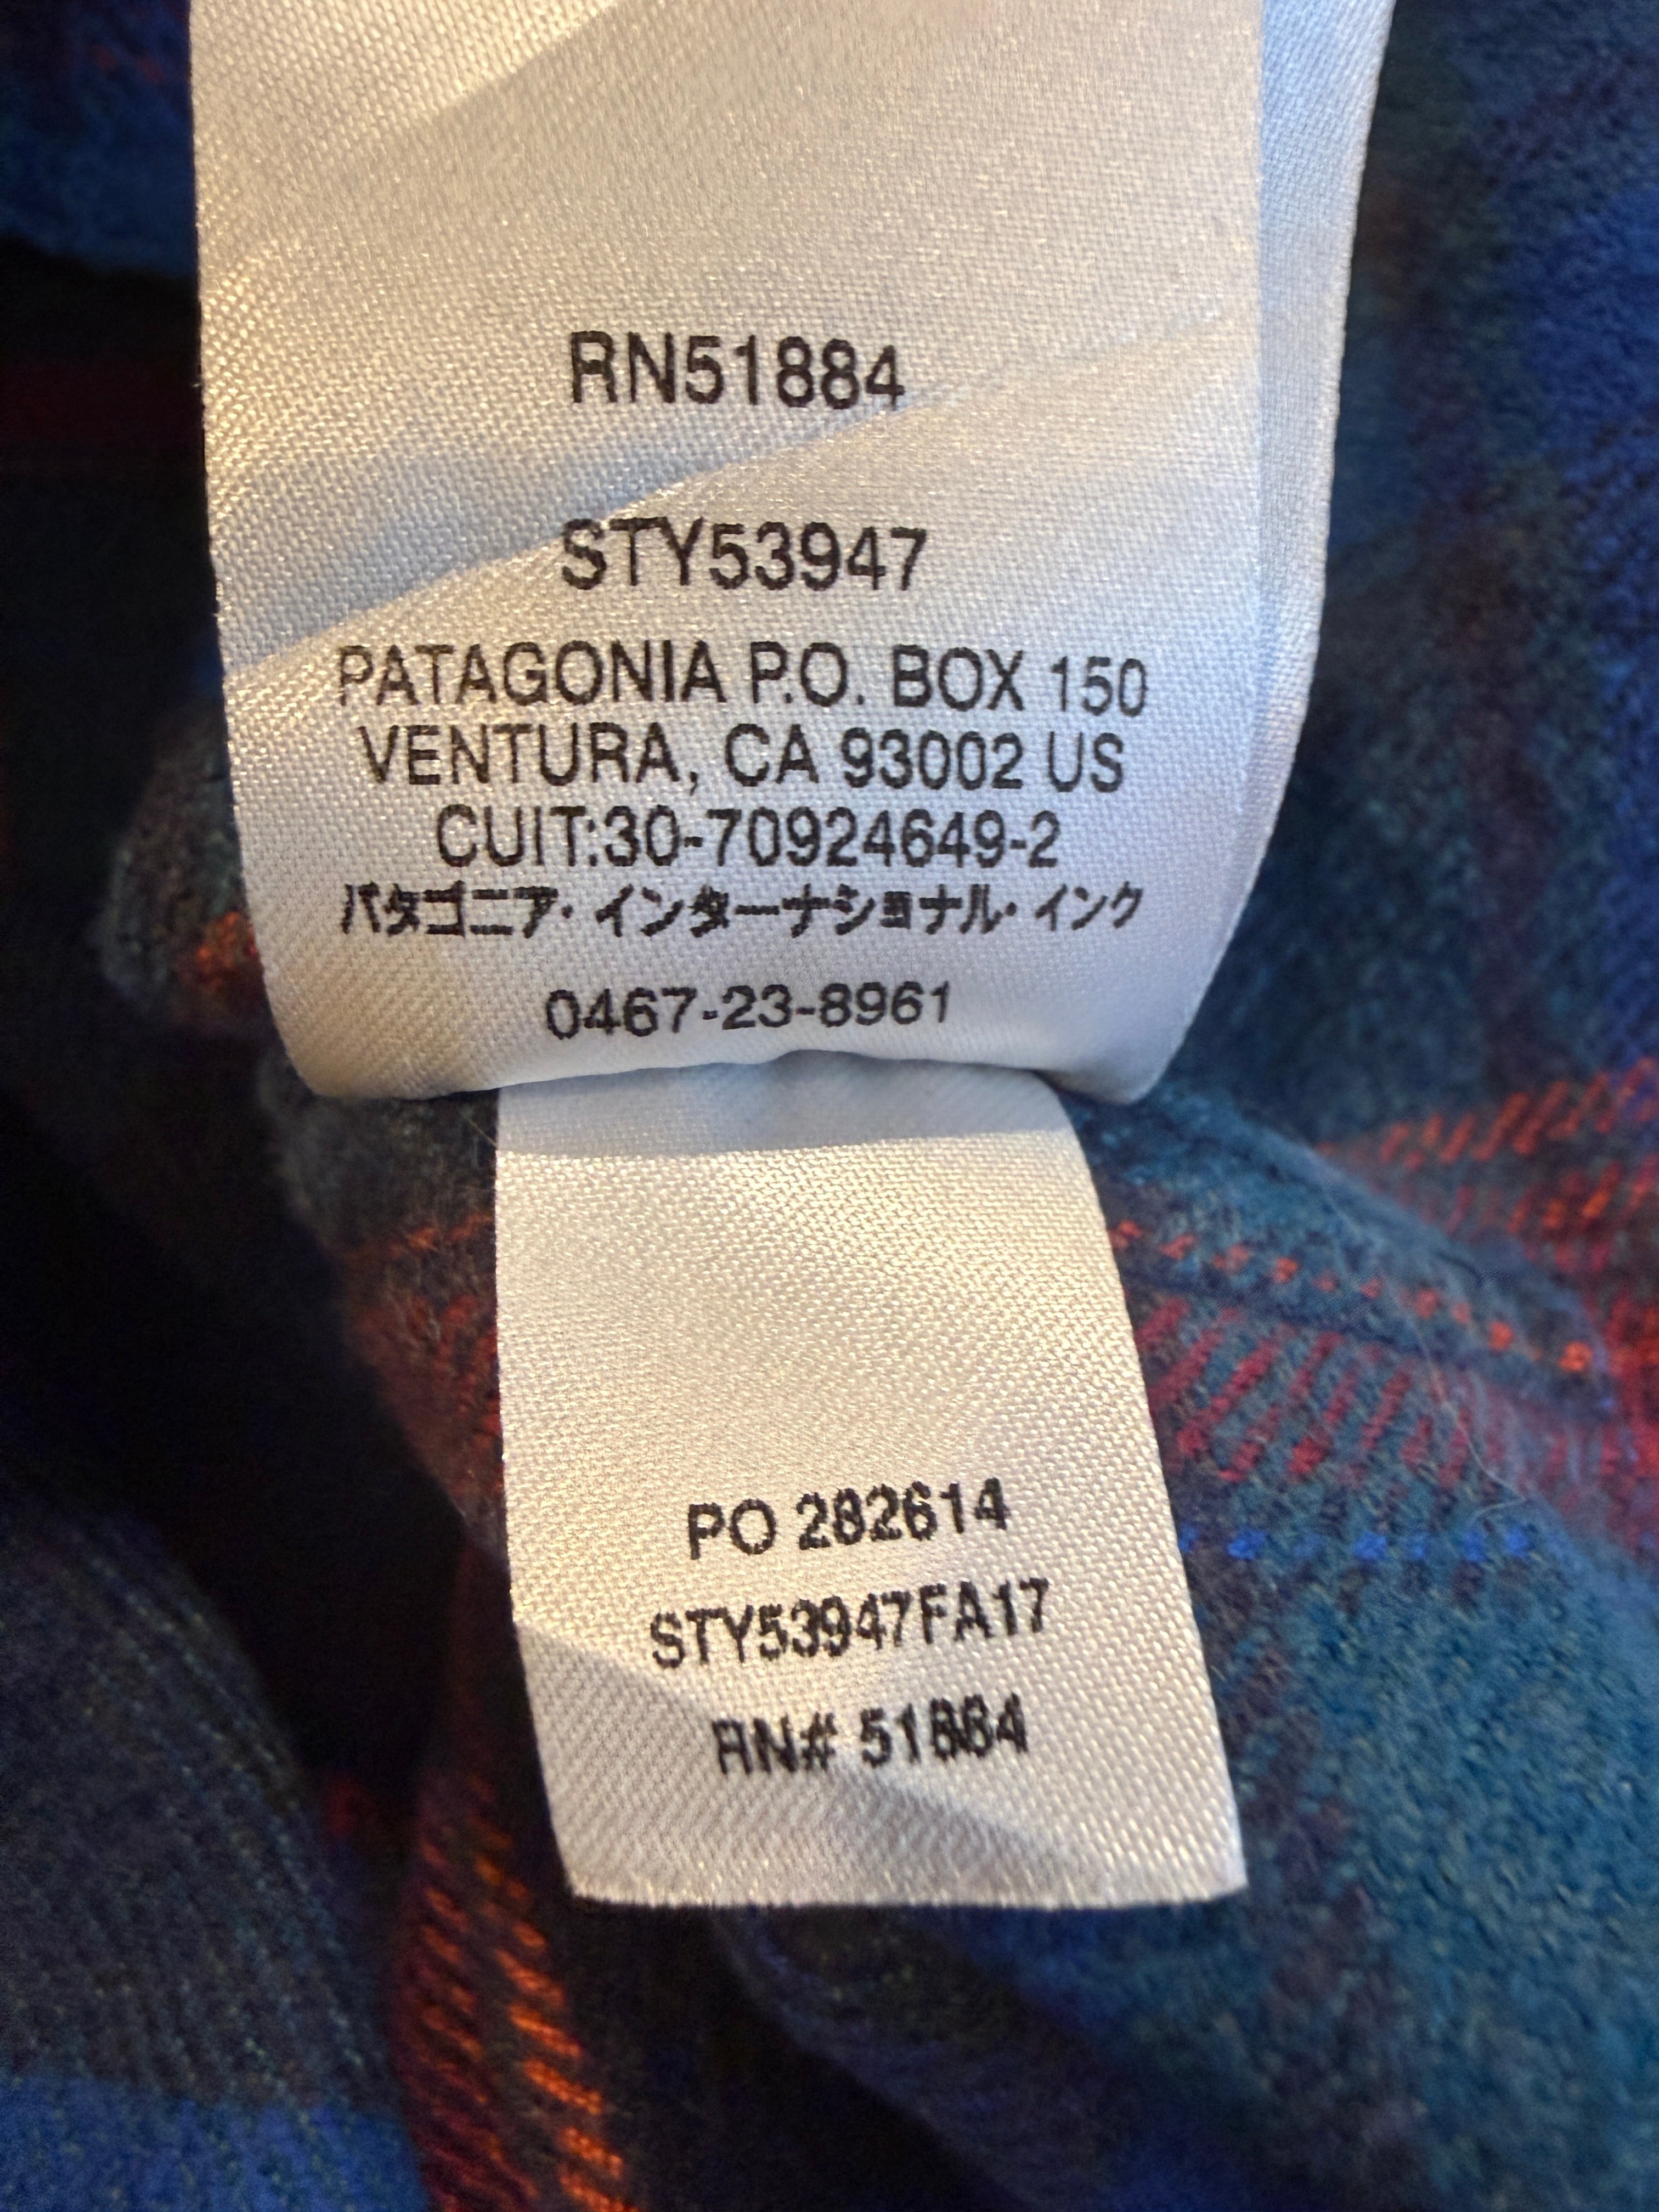 RN51884
STY53947
PATAGONIA P.O. BOX 150
VENTURA, CA 93002 US
CUIT:30-70924649-2
パタゴニア・インターナショナル・インク
0467-23-8961
PO 282614
STY53947FA17
RN# 51884